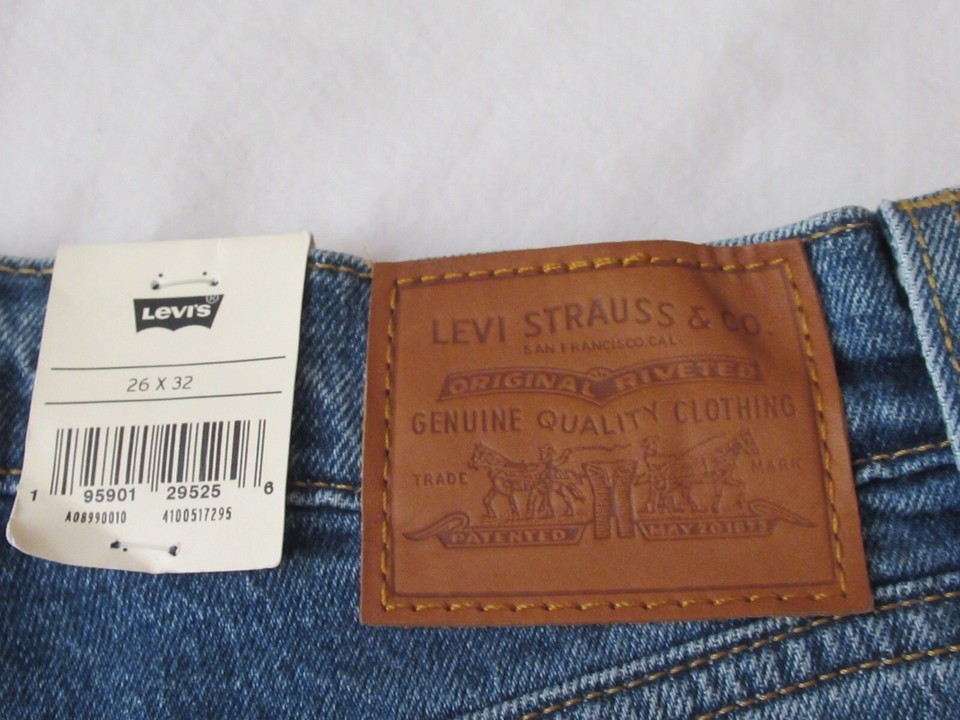 LEVI'S®
26 X 32
1 95901 29525 6
A08990010 4100517295
LEVI STRAUSS & CO.
SAN FRANCISCO, CAL.
ORIGINAL RIVETED
GENUINE QUALITY CLOTHING
TRADE MARK
PATENTED MAY 20 1873